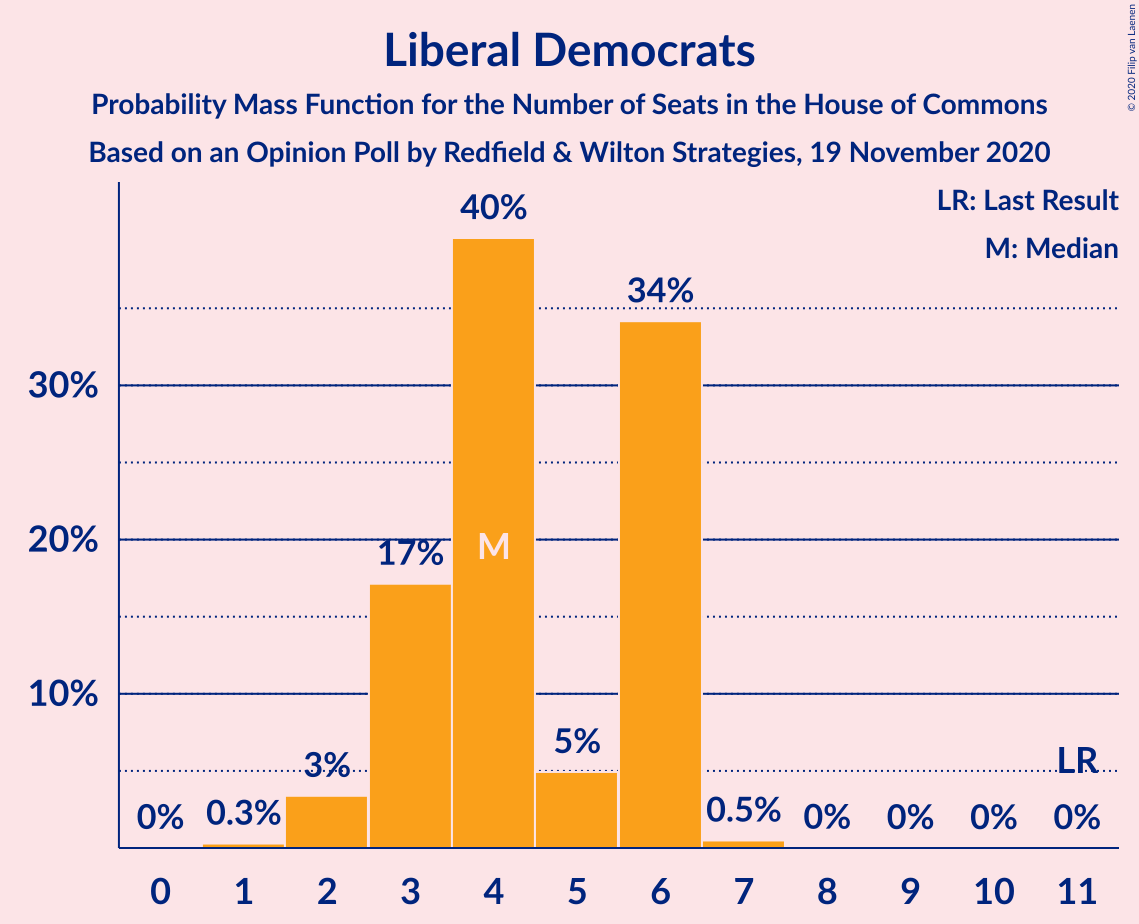 Liberal Democrats
Probability Mass Function for the Number of Seats in the House of Commons
Based on an Opinion Poll by Redfield & Wilton Strategies, 19 November 2020
© 2020 Filip van Laenen
LR: Last Result
M: Median
40%
34%
30%
20%
17%
M
10%
5%
3%
LR
0%
0.3%
0.5%
0%
0%
0%
0%
0 1 2 3 4 5 6 7 8 9 10 11